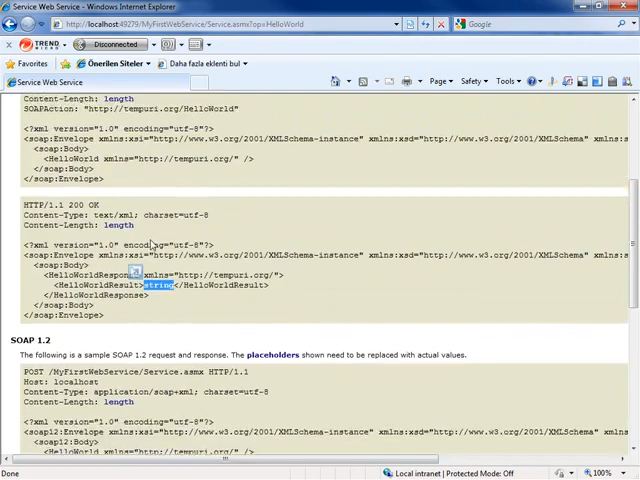 Service Web Service - Windows Internet Explorer
http://localhost:49279/MyFirstWebService/Service.asmx?op=HelloWorld
Google
TREND MICRO Disconnected
Favorites Önerilen Siteler Daha fazla eklenti bul
Service Web Service
Page Safety Tools
Content-Length: length
SOAPAction: "http://tempuri.org/HelloWorld"
<?xml version="1.0" encoding="utf-8"?>
<soap:Envelope xmlns:xsi="http://www.w3.org/2001/XMLSchema-instance" xmlns:xsd="http://www.w3.org/2001/XMLSchema" xmlns:s
<soap:Body>
<HelloWorld xmlns="http://tempuri.org/" />
</soap:Body>
</soap:Envelope>
HTTP/1.1 200 OK
Content-Type: text/xml; charset=utf-8
Content-Length: length
<?xml version="1.0" encoding="utf-8"?>
<soap:Envelope xmlns:xsi="http://www.w3.org/2001/XMLSchema-instance" xmlns:xsd="http://www.w3.org/2001/XMLSchema" xmlns:s
<soap:Body>
<HelloWorldRespon xmlns="http://tempuri.org/">
<HelloWorldResult>string</HelloWorldResult>
</HelloWorldResponse>
</soap:Body>
</soap:Envelope>
SOAP 1.2
The following is a sample SOAP 1.2 request and response. The placeholders shown need to be replaced with actual values.
POST /MyFirstWebService/Service.asmx HTTP/1.1
Host: localhost
Content-Type: application/soap+xml; charset=utf-8
Content-Length: length
<?xml version="1.0" encoding="utf-8"?>
<soap12:Envelope xmlns:xsi="http://www.w3.org/2001/XMLSchema-instance" xmlns:xsd="http://www.w3.org/2001/XMLSchema" xmlns
<soap12:Body>
<HelloWorld xmlns="http://tempuri.org/" />
Done
Local intranet | Protected Mode: Off
100%